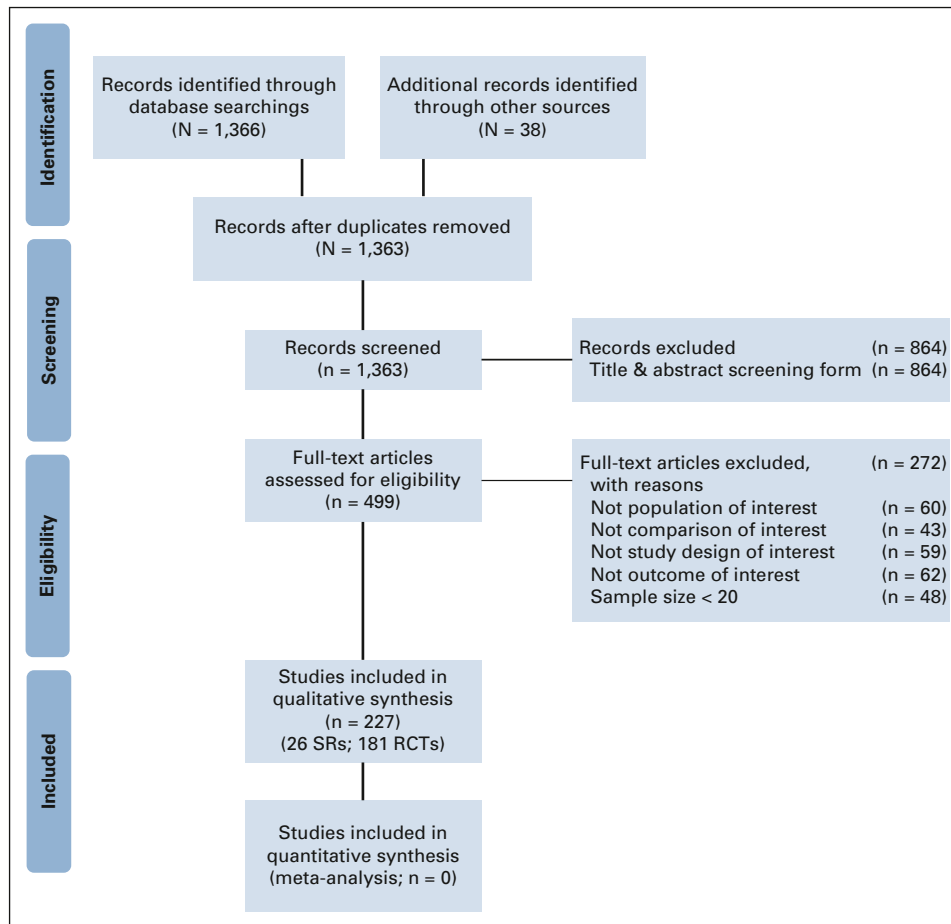 Identification
Records identified through
database searchings
(N = 1,366)
Additional records identified
through other sources
(N = 38)
Records after duplicates removed
(N = 1,363)
Screening
Records screened
(n = 1,363)
Records excluded (n = 864)
Title & abstract screening form (n = 864)
Eligibility
Full-text articles
assessed for eligibility
(n = 499)
Full-text articles excluded, (n = 272)
with reasons
Not population of interest (n = 60)
Not comparison of interest (n = 43)
Not study design of interest (n = 59)
Not outcome of interest (n = 62)
Sample size < 20 (n = 48)
Included
Studies included in
qualitative synthesis
(n = 227)
(26 SRs; 181 RCTs)
Studies included in
quantitative synthesis
(meta-analysis; n = 0)